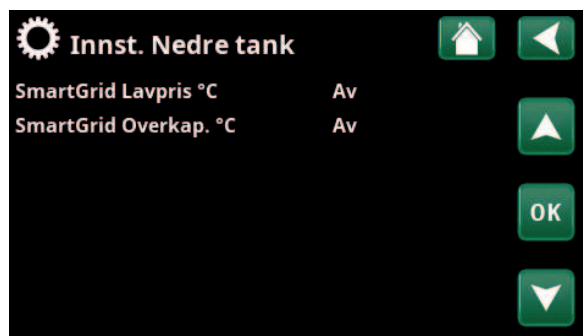 Innst. Nedre tank
SmartGrid Lavpris °C Av
SmartGrid Overkap. °C Av
OK